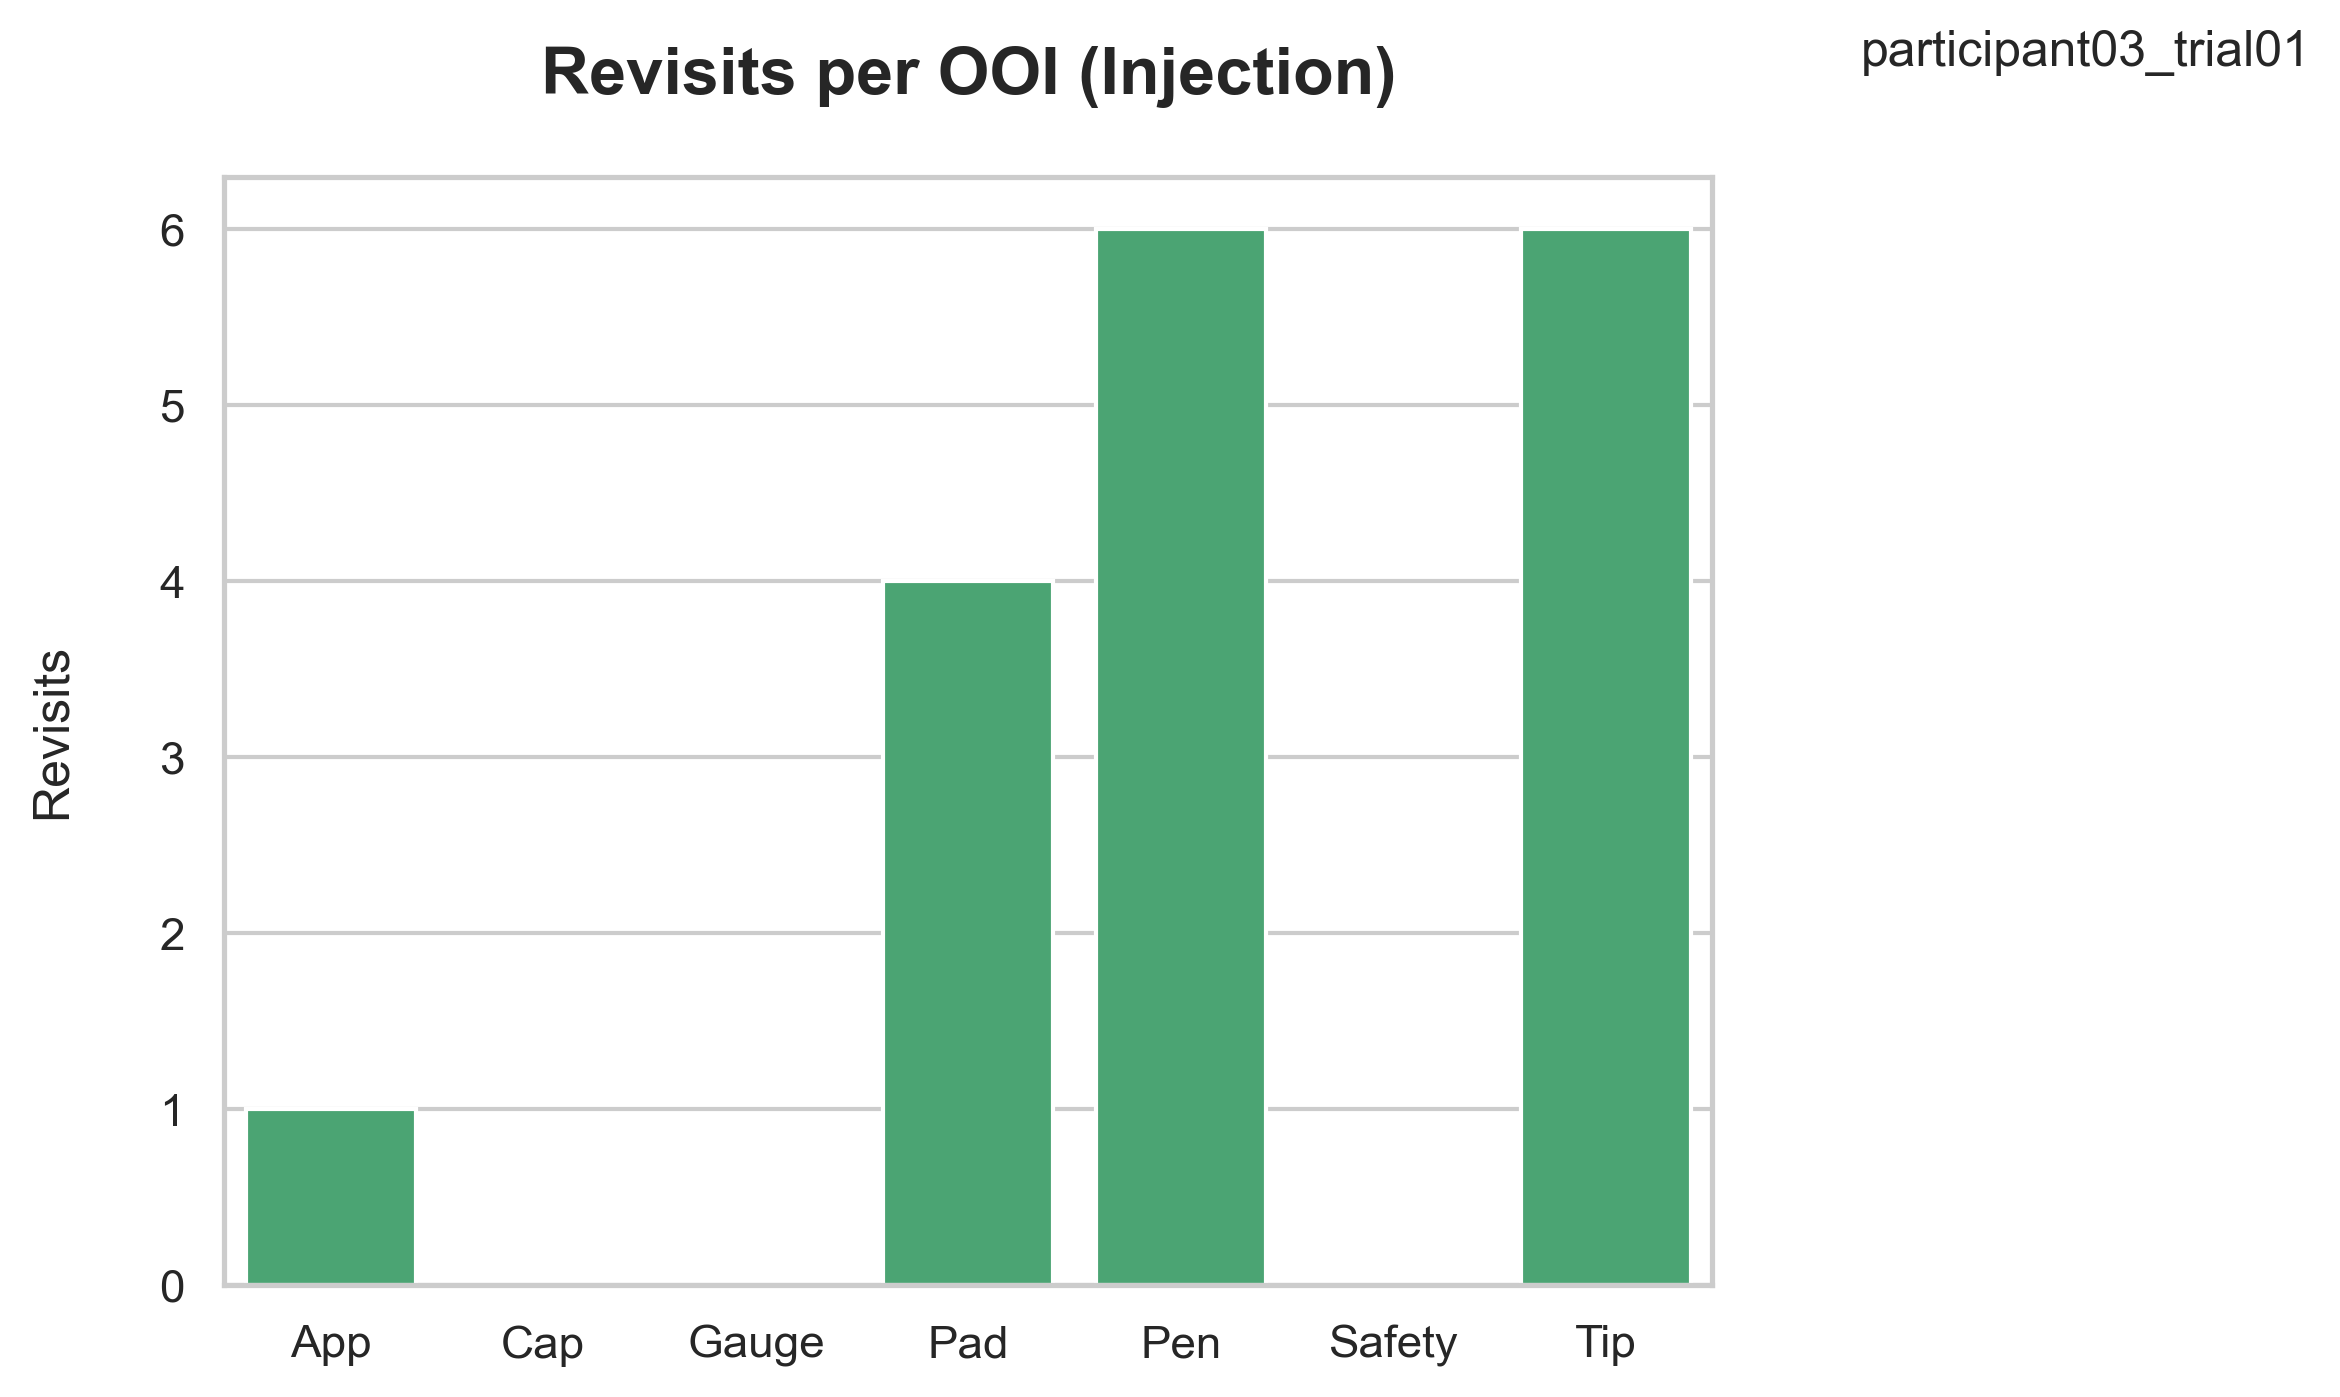 participant03_trial01
Revisits per OOI (Injection)
Revisits
6
5
4
3
2
1
0
App Cap Gauge Pad Pen Safety Tip